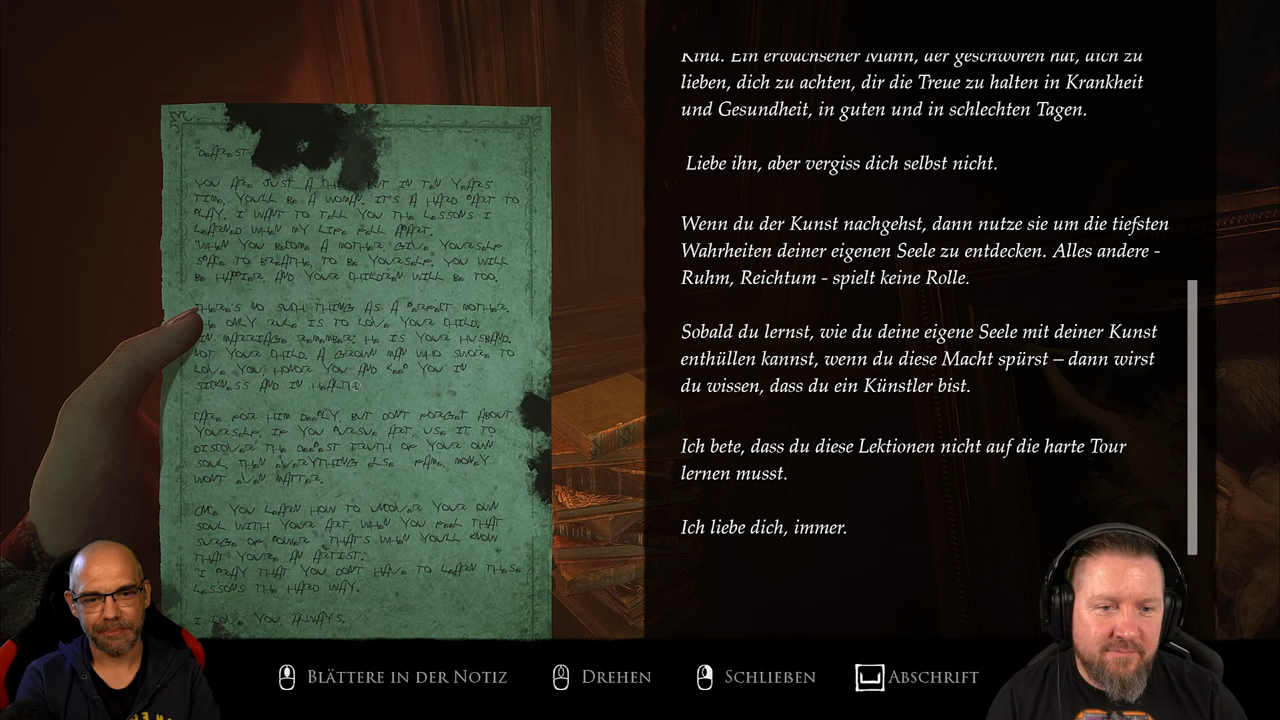 "DEAREST
YOU ARE JUST A CHILD BUT IN TEN YEARS
TIME, YOU'LL BE A WOMAN. IT'S A HARD PART TO
PLAY. I WANT TO TELL YOU THE LESSONS I
LEARNED WHEN MY LIFE FELL APART.
"WHEN YOU BECOME A MOTHER, GIVE YOURSELF
SPACE TO BREATHE, TO BE YOURSELF. YOU WILL
BE HAPPIER, AND YOUR CHILDREN WILL BE TOO.
THERE'S NO SUCH THING AS A PERFECT MOTHER.
THE ONLY RULE IS TO LOVE YOUR CHILD.
IN MARRIAGE REMEMBER: HE IS YOUR HUSBAND,
NOT YOUR CHILD. A GROWN MAN WHO SWORE TO
LOVE YOU, HONOR YOU AND KEEP YOU IN
SICKNESS AND IN HEALTH.
CARE FOR HIM DEEPLY, BUT DON'T FORGET ABOUT
YOURSELF. IF YOU PURSUE ART, USE IT TO
DISCOVER THE DEEPEST TRUTH OF YOUR OWN
SOUL. THEN EVERYTHING ELSE FAME, MONEY
WON'T EVEN MATTER.
ONCE YOU LEARN HOW TO UNCOVER YOUR OWN
SOUL WITH YOUR ART, WHEN YOU FEEL THAT
SURGE OF POWER THAT'S WHEN YOU'LL KNOW
THAT YOU'RE AN ARTIST.
"I PRAY THAT YOU DON'T HAVE TO LEARN THESE
LESSONS THE HARD WAY.
I LOVE YOU, ALWAYS.
Kind. Ein erwachsener Mann, der geschworen hat, dich zu
lieben, dich zu achten, dir die Treue zu halten in Krankheit
und Gesundheit, in guten und in schlechten Tagen.
Liebe ihn, aber vergiss dich selbst nicht.
Wenn du der Kunst nachgehst, dann nutze sie um die tiefsten
Wahrheiten deiner eigenen Seele zu entdecken. Alles andere -
Ruhm, Reichtum - spielt keine Rolle.
Sobald du lernst, wie du deine eigene Seele mit deiner Kunst
enthüllen kannst, wenn du diese Macht spürst – dann wirst
du wissen, dass du ein Künstler bist.
Ich bete, dass du diese Lektionen nicht auf die harte Tour
lernen musst.
Ich liebe dich, immer.
BLÄTTERE IN DER NOTIZ DREHEN SCHLIEßEN ABSCHRIFT